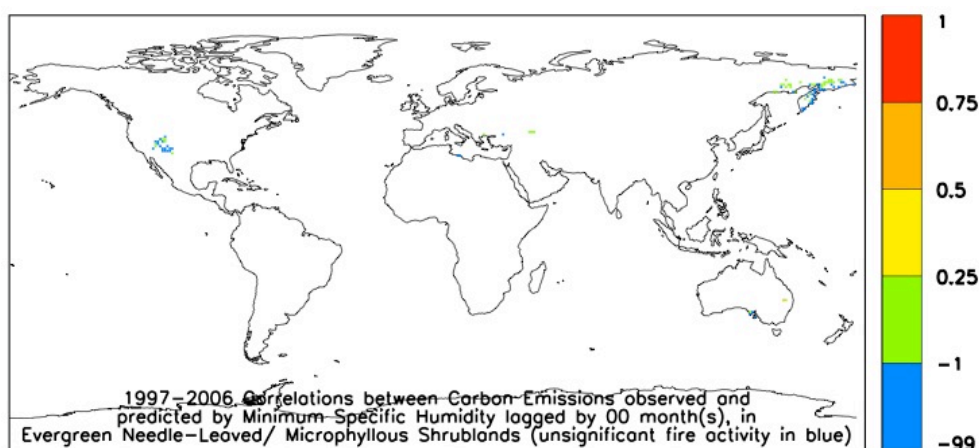 1
0.75
0.5
0.25
-1
-99
1997-2006 Correlations between Carbon Emissions observed and
predicted by Minimum Specific Humidity lagged by 00 month(s), in
Evergreen Needle-Leaved/ Microphyllous Shrublands (unsignificant fire activity in blue)